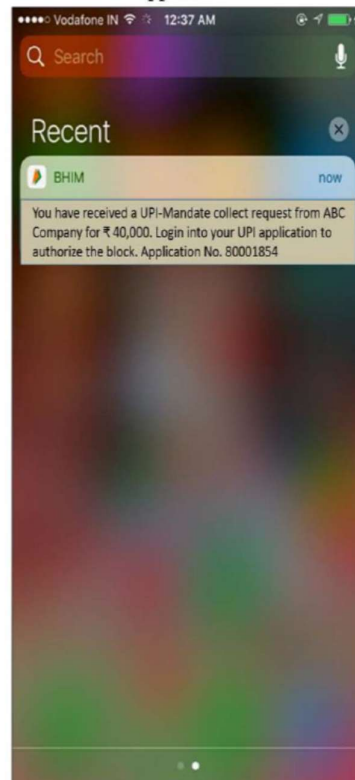 Vodafone IN 12:37 AM
Search
Recent
BHIM now
You have received a UPI-Mandate collect request from ABC
Company for ₹ 40,000. Login into your UPI application to
authorize the block. Application No. 80001854